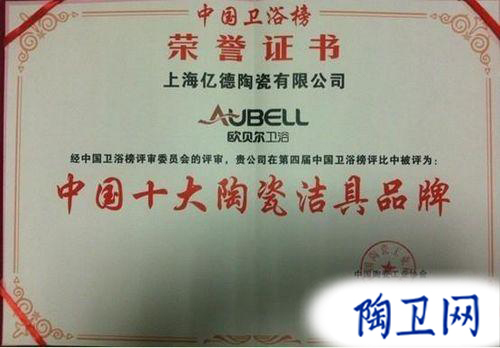 中国卫浴榜
荣誉证书
上海亿德陶瓷有限公司
AUBELL
欧贝尔卫浴
经中国卫浴榜评审委员会的评审，贵公司在第四届中国卫浴榜评比中被评为：
中国十大陶瓷洁具品牌
陶卫网